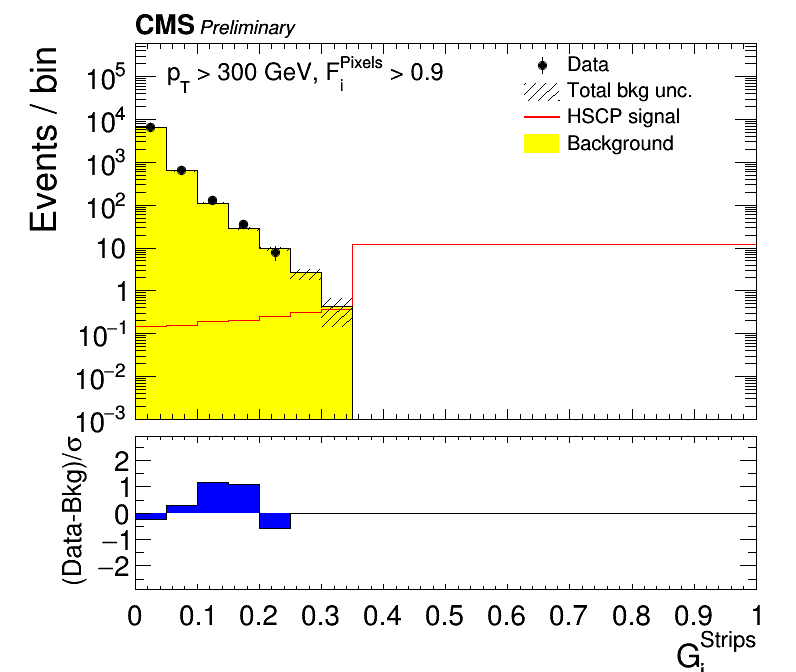 CMS Preliminary
p_T > 300 GeV, F_i^Pixels > 0.9
Data
Total bkg unc.
HSCP signal
Background
Events / bin
10^5
10^4
10^3
10^2
10
1
10^−1
10^−2
10^−3
(Data-Bkg)/σ
2
1
0
−1
−2
0 0.1 0.2 0.3 0.4 0.5 0.6 0.7 0.8 0.9 1
G_i^Strips